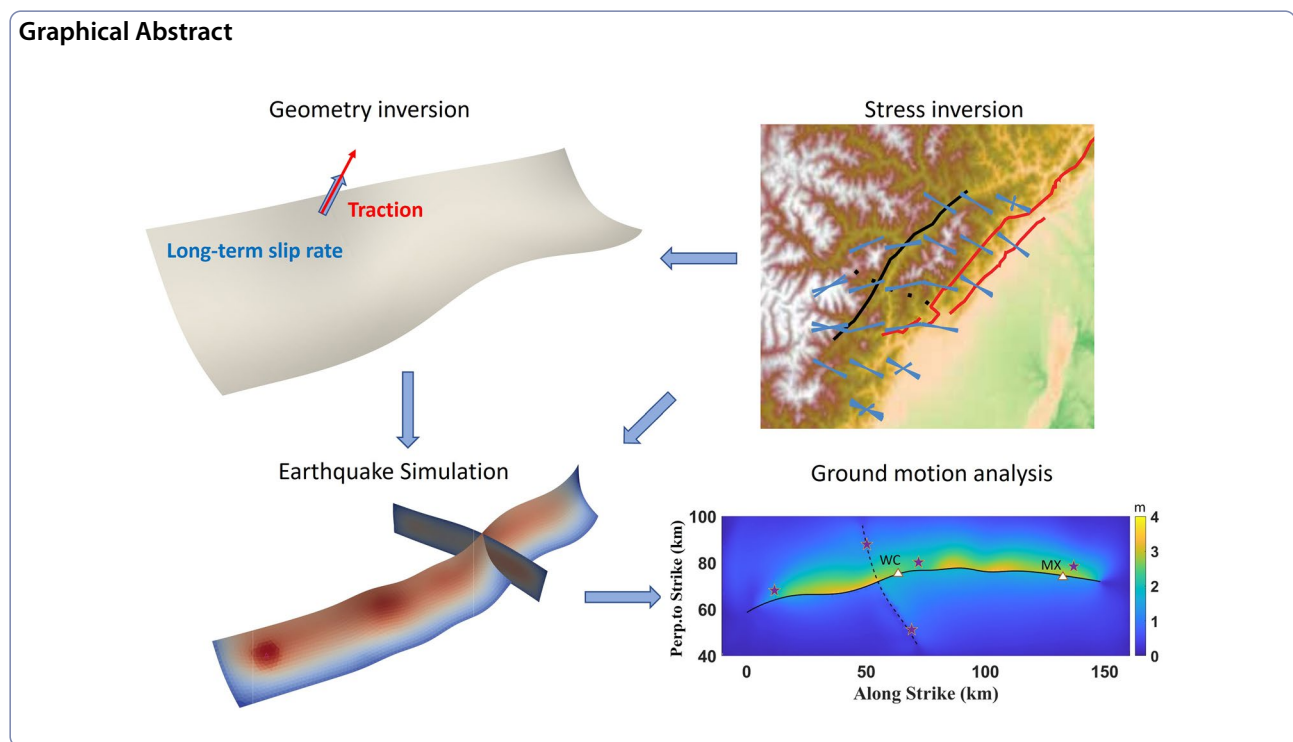 Graphical Abstract
Geometry inversion
Stress inversion
Traction
Long-term slip rate
Earthquake Simulation
Ground motion analysis
m
100
4
WC
MX
80
3
2
60
1
40
0
0
50
100
150
Perp.to Strike (km)
Along Strike (km)